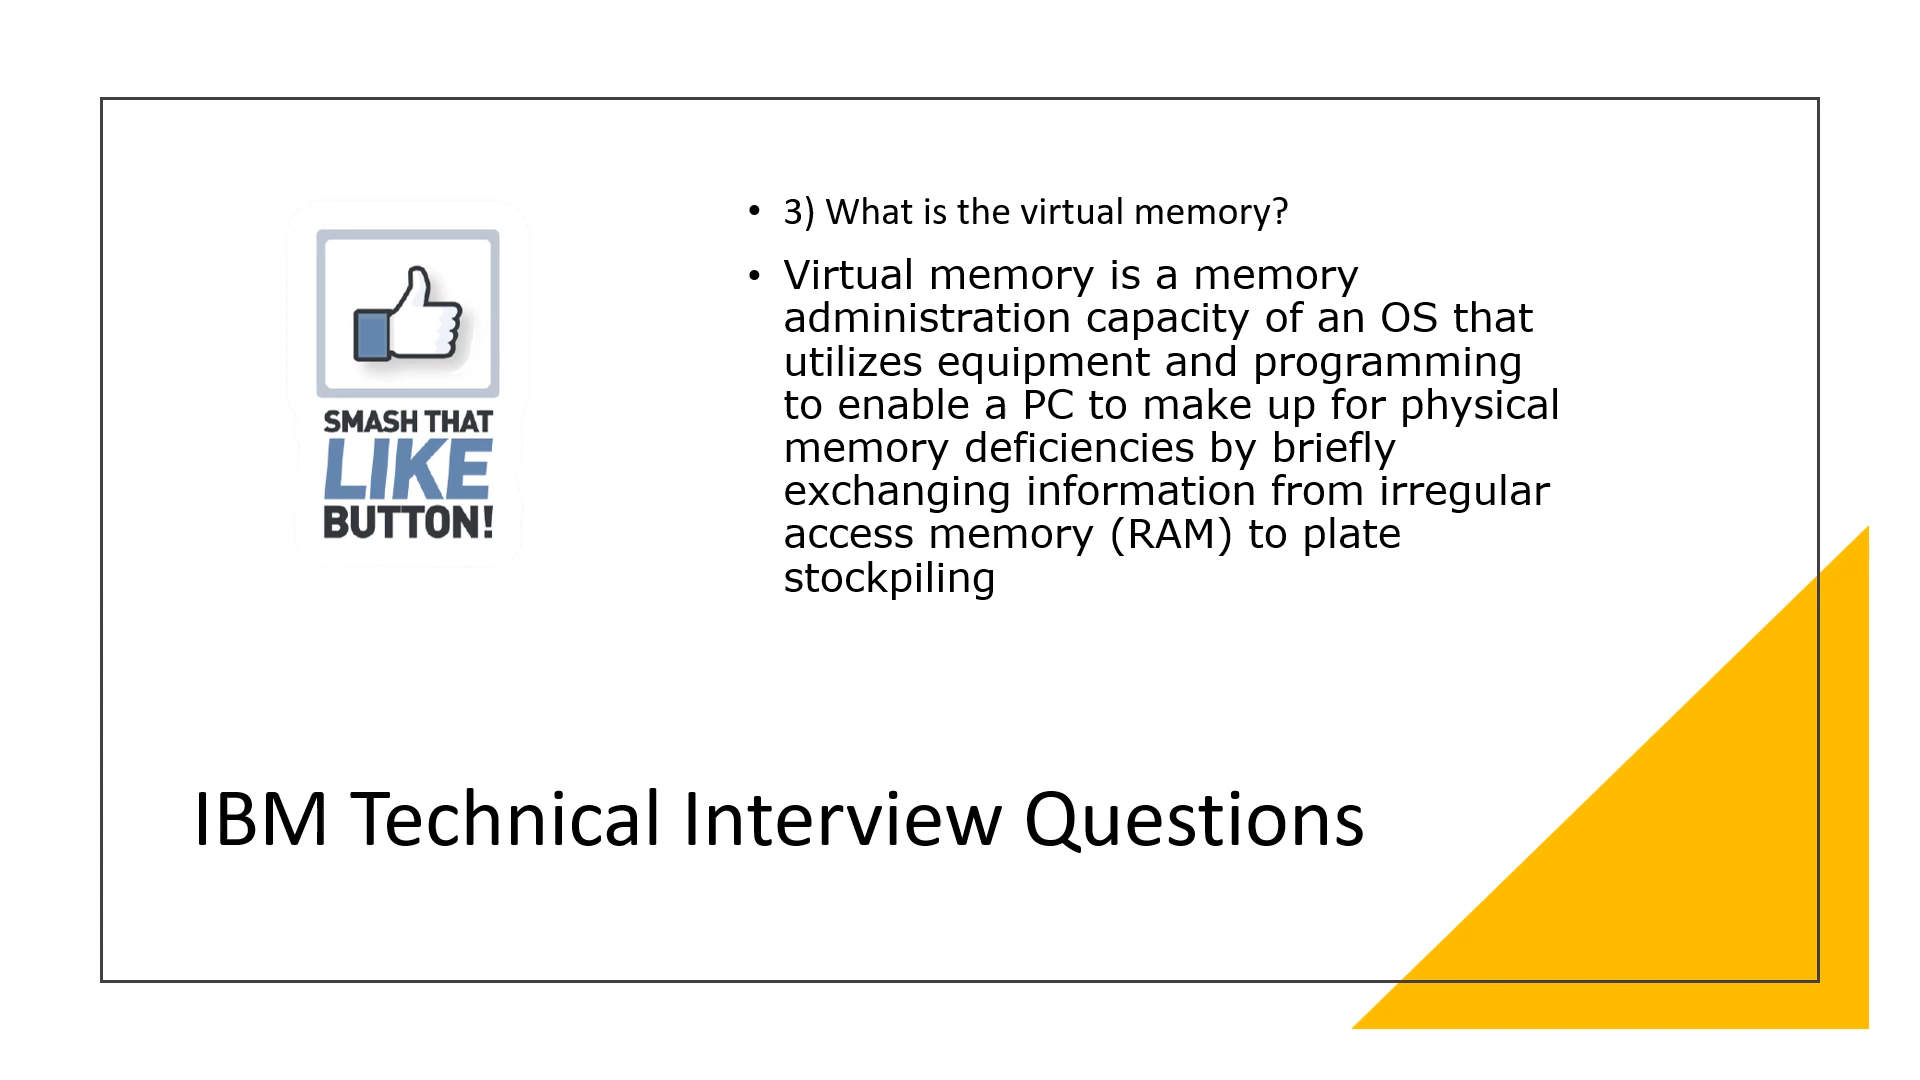 SMASH THAT
LIKE
BUTTON!
• 3) What is the virtual memory?
• Virtual memory is a memory
administration capacity of an OS that
utilizes equipment and programming
to enable a PC to make up for physical
memory deficiencies by briefly
exchanging information from irregular
access memory (RAM) to plate
stockpiling
IBM Technical Interview Questions